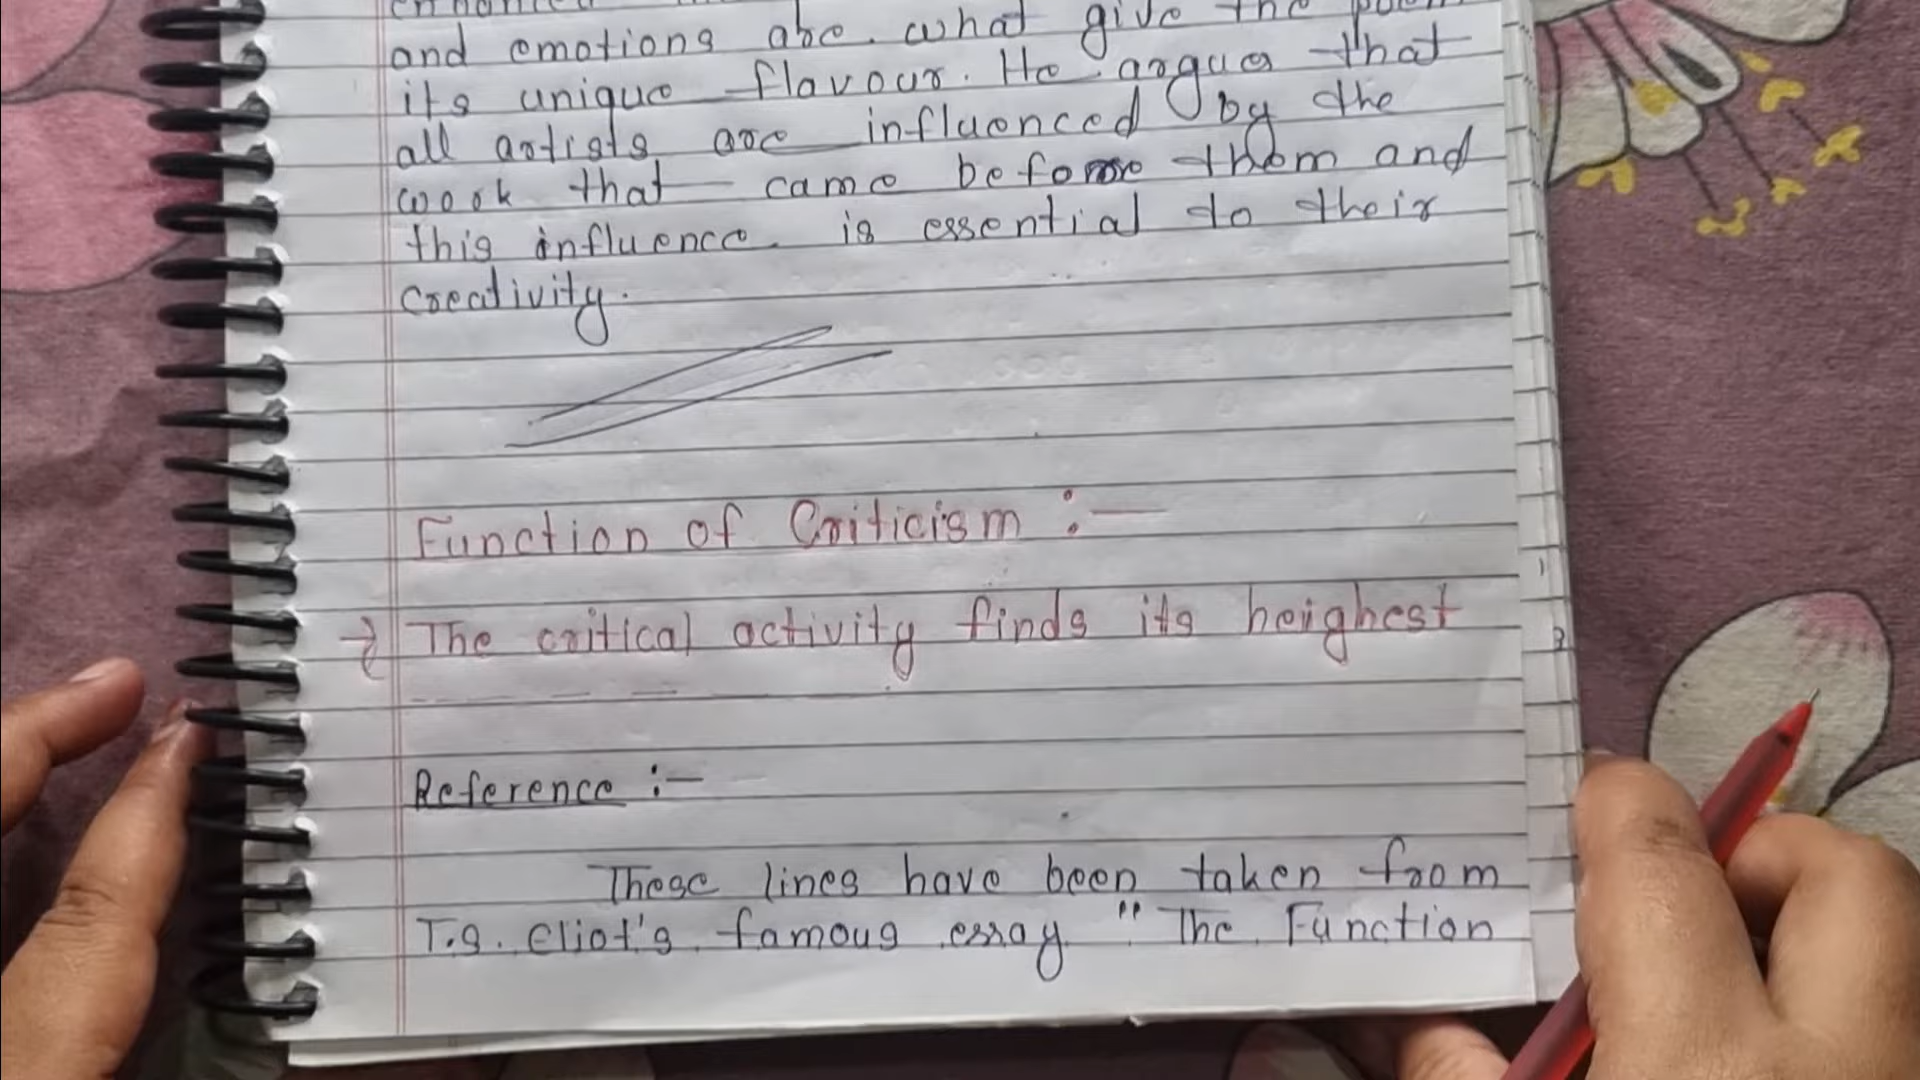 enhanced
and emotions are what give the poem
its unique flavour. He argues that
all artists are influenced by the
work that came before them and
this influence is essential to their
creativity.
Function of Criticism :—
The critical activity finds its heighest
— — — — —
Reference :—
These lines have been taken from
T.S. Eliot's famous essay " The Function